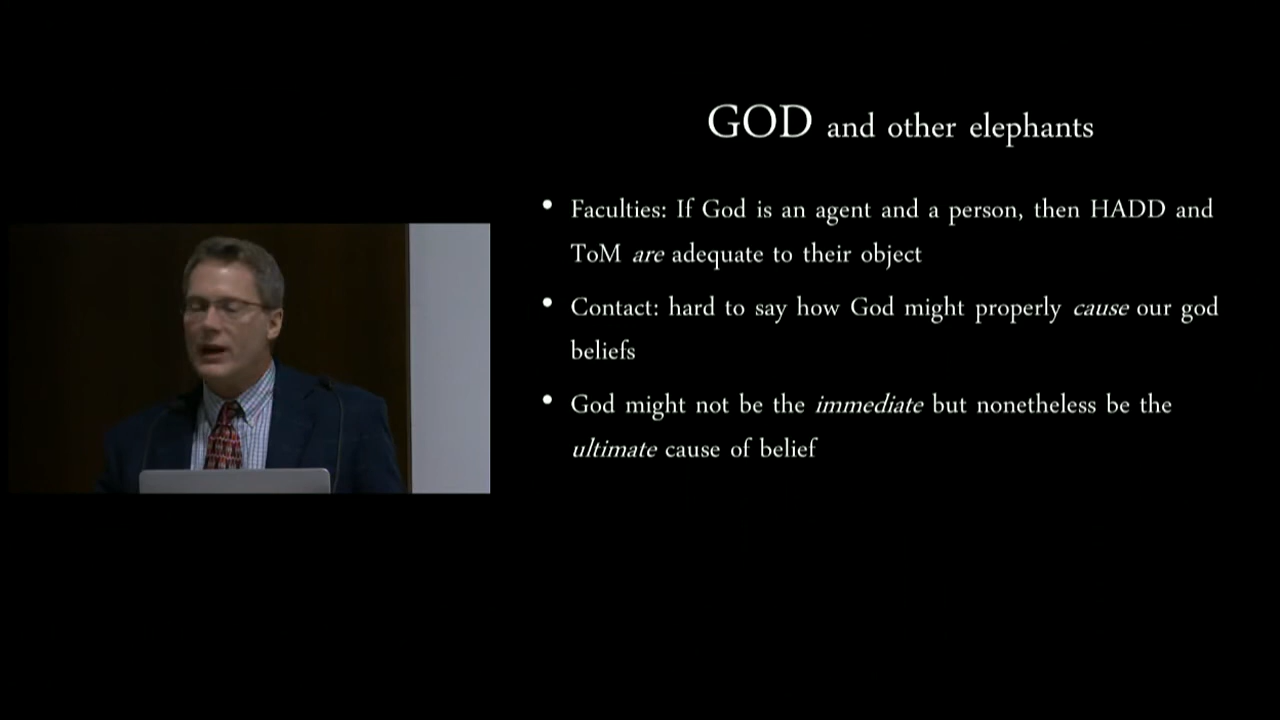 GOD and other elephants
• Faculties: If God is an agent and a person, then HADD and
ToM are adequate to their object
• Contact: hard to say how God might properly cause our god
beliefs
• God might not be the immediate but nonetheless be the
ultimate cause of belief